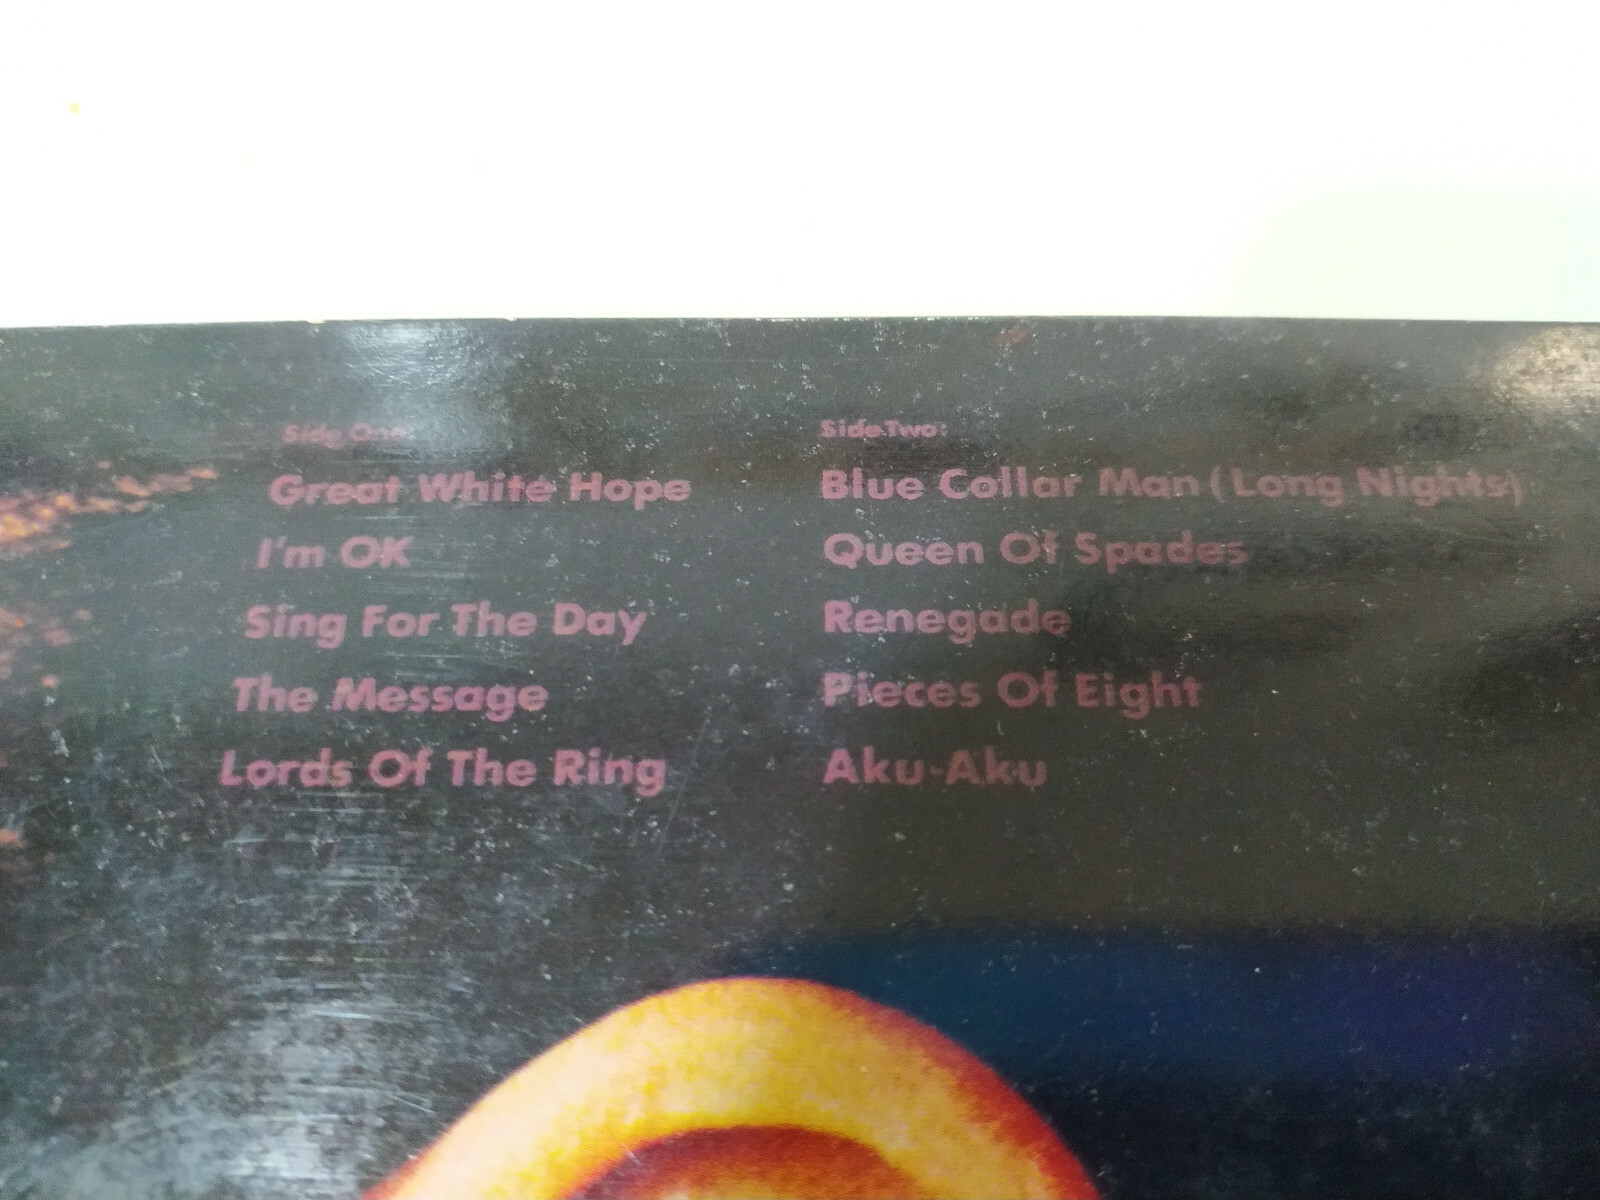 Side One:
Great White Hope
I'm OK
Sing For The Day
The Message
Lords Of The Ring
Side Two:
Blue Collar Man (Long Nights)
Queen Of Spades
Renegade
Pieces Of Eight
Aku-Aku